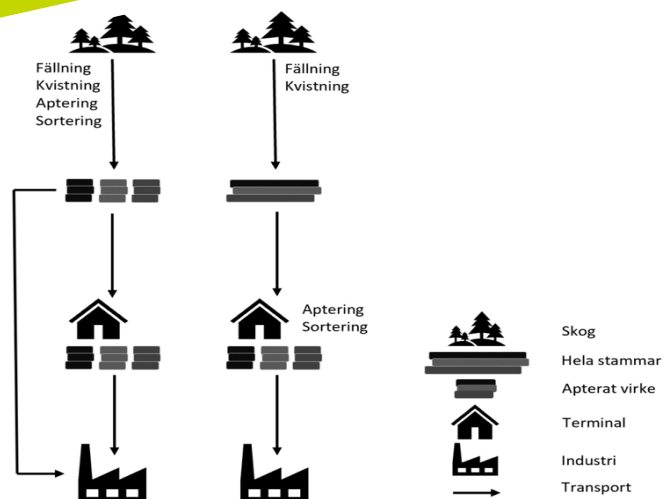 Fällning
Kvistning
Aptering
Sortering
Fällning
Kvistning
Aptering
Sortering
Skog
Hela stammar
Apterat virke
Terminal
Industri
Transport